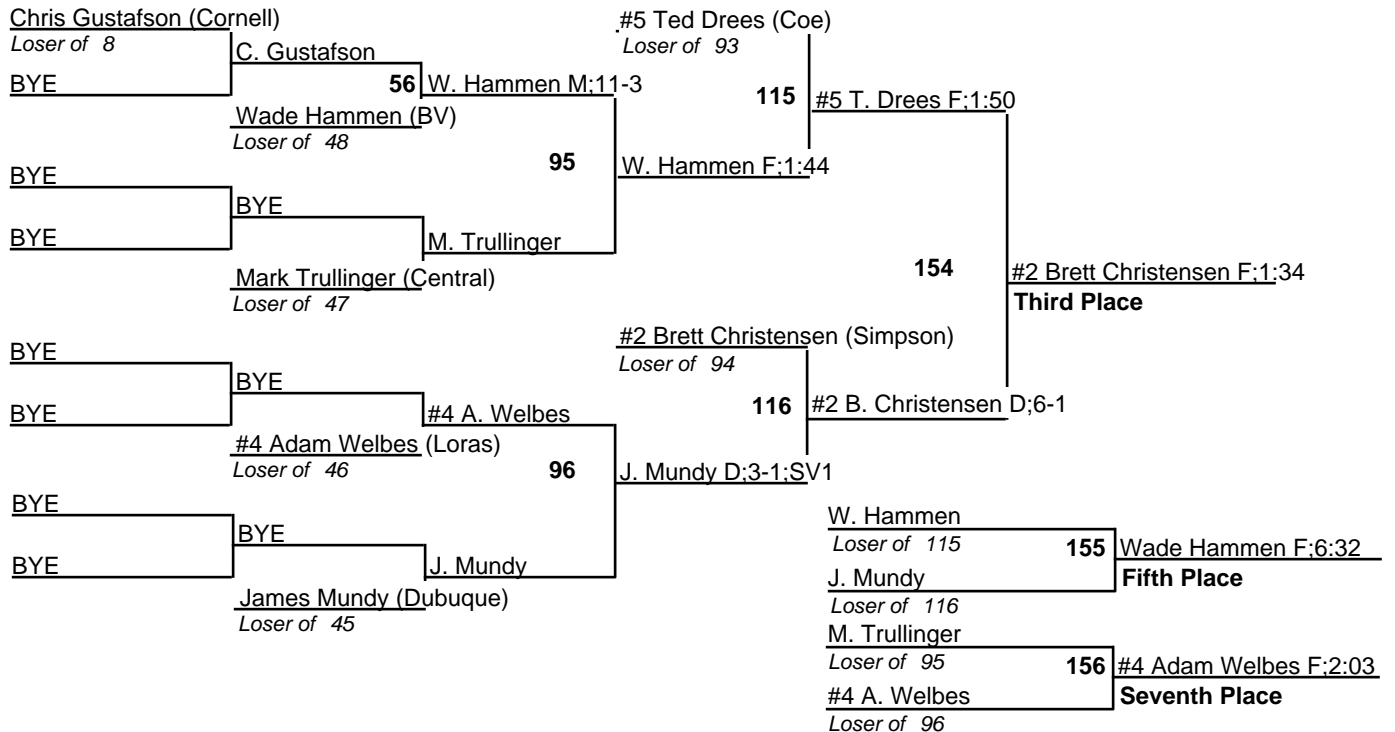 Chris Gustafson (Cornell)
Loser of 8
C. Gustafson
BYE
56
W. Hammen M;11-3
Wade Hammen (BV)
Loser of 48
95
BYE
BYE
BYE
M. Trullinger
Mark Trullinger (Central)
Loser of 47
#5 Ted Drees (Coe)
Loser of 93
115
#5 T. Drees F;1:50
W. Hammen F;1:44
154
#2 Brett Christensen F;1:34
Third Place
#2 Brett Christensen (Simpson)
Loser of 94
116
#2 B. Christensen D;6-1
BYE
BYE
BYE
#4 A. Welbes
#4 Adam Welbes (Loras)
Loser of 46
96
J. Mundy D;3-1;SV1
BYE
BYE
BYE
J. Mundy
James Mundy (Dubuque)
Loser of 45
W. Hammen
Loser of 115
155
Wade Hammen F;6:32
J. Mundy
Fifth Place
Loser of 116
M. Trullinger
Loser of 95
156
#4 Adam Welbes F;2:03
#4 A. Welbes
Seventh Place
Loser of 96